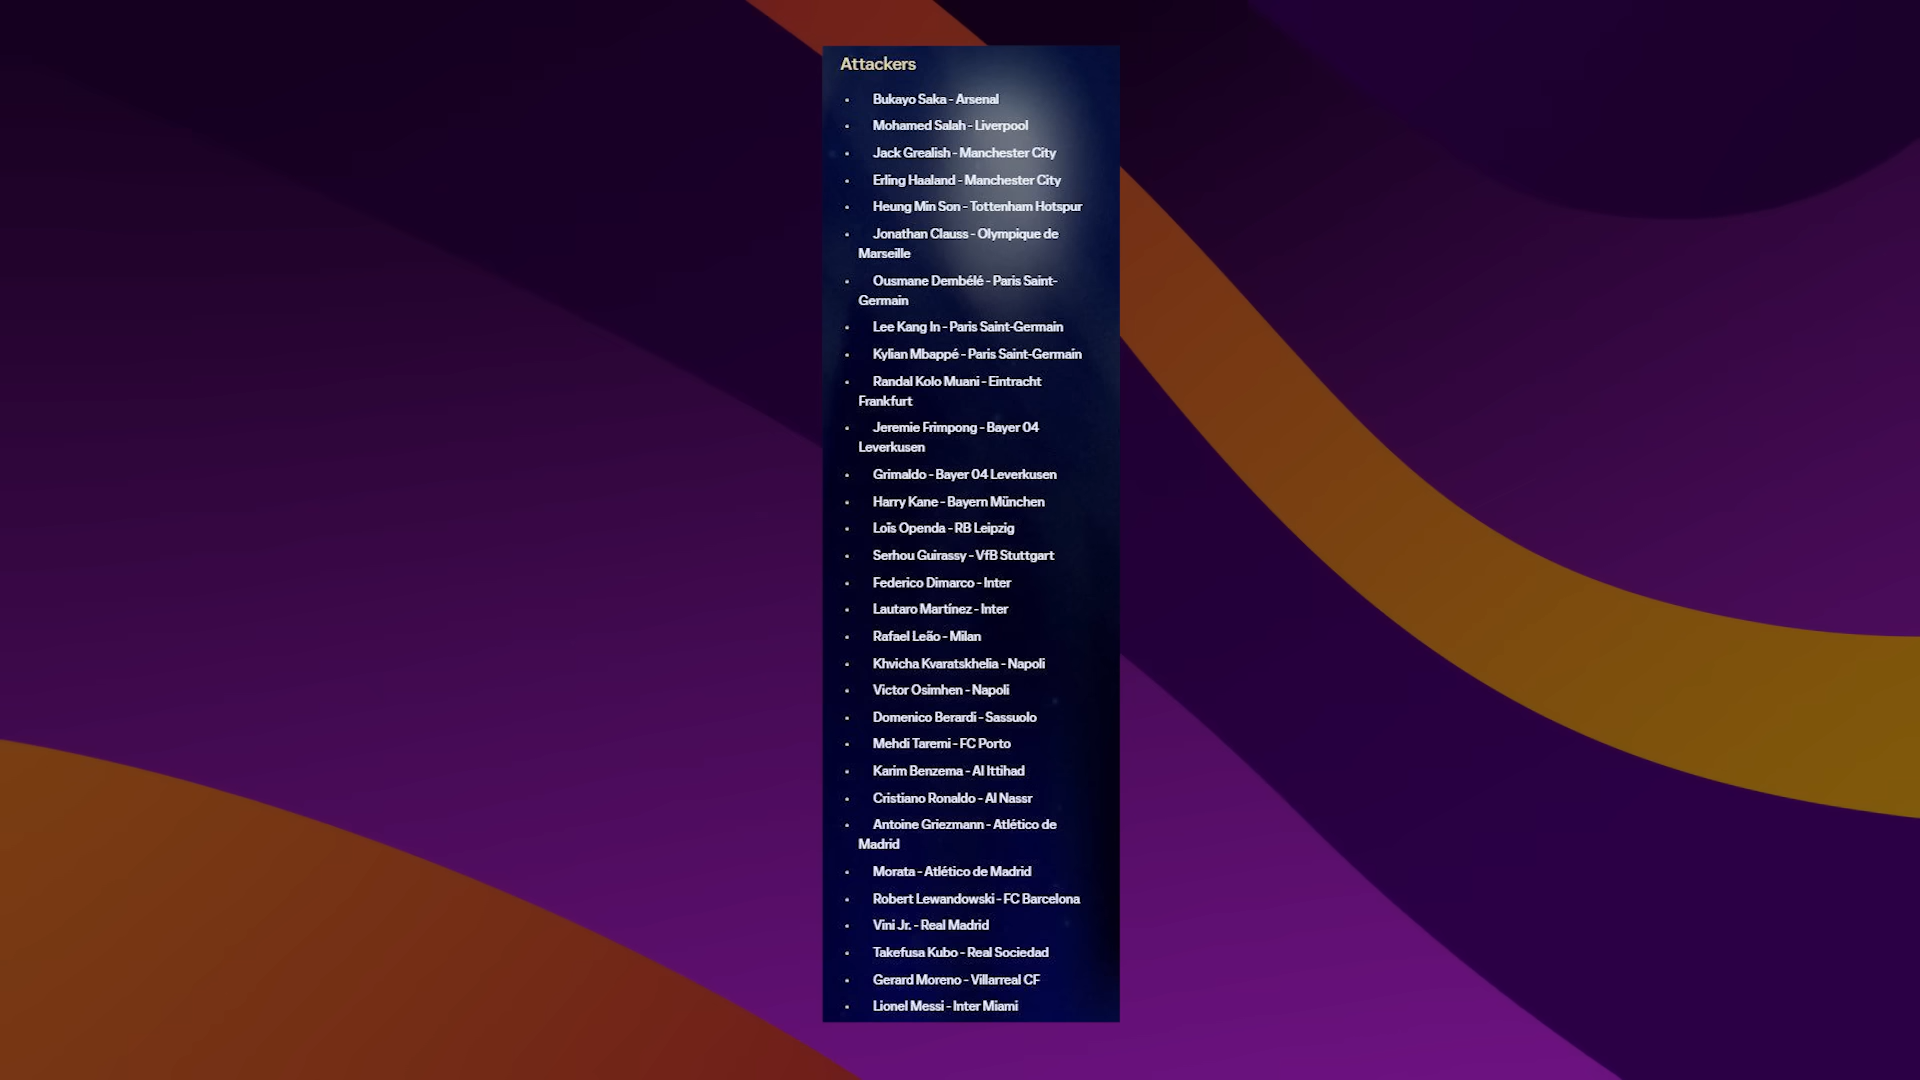 Attackers
• Bukayo Saka - Arsenal
• Mohamed Salah - Liverpool
• Jack Grealish - Manchester City
• Erling Haaland - Manchester City
• Heung Min Son - Tottenham Hotspur
• Jonathan Clauss - Olympique de
Marseille
• Ousmane Dembélé - Paris Saint-
Germain
• Lee Kang In - Paris Saint-Germain
• Kylian Mbappé - Paris Saint-Germain
• Randal Kolo Muani - Eintracht
Frankfurt
• Jeremie Frimpong - Bayer 04
Leverkusen
• Grimaldo - Bayer 04 Leverkusen
• Harry Kane - Bayern München
• Loïs Openda - RB Leipzig
• Serhou Guirassy - VfB Stuttgart
• Federico Dimarco - Inter
• Lautaro Martínez - Inter
• Rafael Leão - Milan
• Khvicha Kvaratskhelia - Napoli
• Victor Osimhen - Napoli
• Domenico Berardi - Sassuolo
• Mehdi Taremi - FC Porto
• Karim Benzema - Al Ittihad
• Cristiano Ronaldo - Al Nassr
• Antoine Griezmann - Atlético de
Madrid
• Morata - Atlético de Madrid
• Robert Lewandowski - FC Barcelona
• Vini Jr. - Real Madrid
• Takefusa Kubo - Real Sociedad
• Gerard Moreno - Villarreal CF
• Lionel Messi - Inter Miami